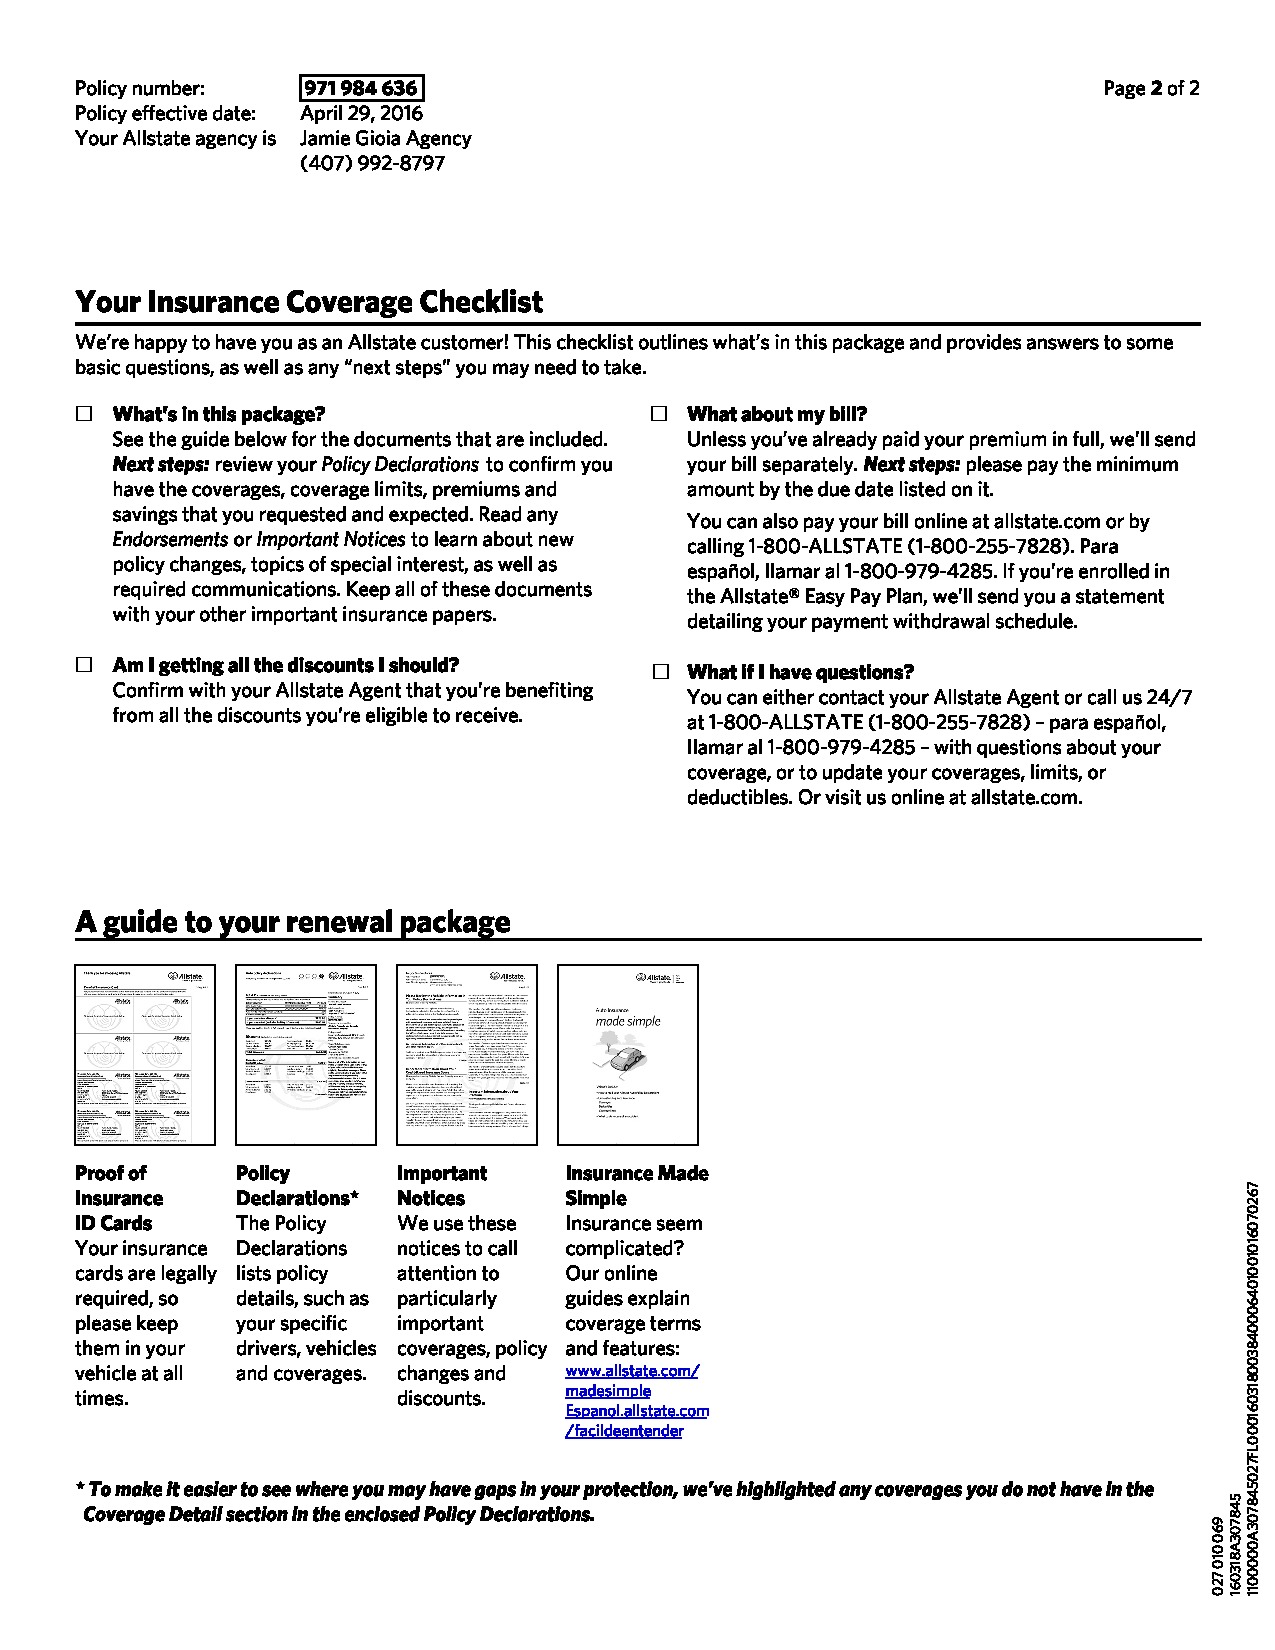 Policy number: 971 984 636
Page 2 of 2
Policy effective date: April 29, 2016
Your Allstate agency is Jamie Gioia Agency
(407) 992-8797
Your Insurance Coverage Checklist
We’re happy to have you as an Allstate customer! This checklist outlines what’s in this package and provides answers to some
basic questions, as well as any “next steps” you may need to take.
☐ What’s in this package?
See the guide below for the documents that are included.
Next steps: review your Policy Declarations to confirm you
have the coverages, coverage limits, premiums and
savings that you requested and expected. Read any
Endorsements or Important Notices to learn about new
policy changes, topics of special interest, as well as
required communications. Keep all of these documents
with your other important insurance papers.
☐ Am I getting all the discounts I should?
Confirm with your Allstate Agent that you’re benefiting
from all the discounts you’re eligible to receive.
☐ What about my bill?
Unless you’ve already paid your premium in full, we’ll send
your bill separately. Next steps: please pay the minimum
amount by the due date listed on it.
You can also pay your bill online at allstate.com or by
calling 1-800-ALLSTATE (1-800-255-7828). Para
español, llamar al 1-800-979-4285. If you’re enrolled in
the Allstate® Easy Pay Plan, we’ll send you a statement
detailing your payment withdrawal schedule.
☐ What if I have questions?
You can either contact your Allstate Agent or call us 24/7
at 1-800-ALLSTATE (1-800-255-7828) – para español,
llamar al 1-800-979-4285 – with questions about your
coverage, or to update your coverages, limits, or
deductibles. Or visit us online at allstate.com.
A guide to your renewal package
Allstate.
Allstate.
Allstate.
Allstate.
Auto Insurance
made simple
Proof of
Insurance
ID Cards
Your insurance
cards are legally
required, so
please keep
them in your
vehicle at all
times.
Policy
Declarations*
The Policy
Declarations
lists policy
details, such as
your specific
drivers, vehicles
and coverages.
Important
Notices
We use these
notices to call
attention to
particularly
important
coverages, policy
changes and
discounts.
Insurance Made
Simple
Insurance seem
complicated?
Our online
guides explain
coverage terms
and features:
www.allstate.com/
madesimple
Espanol.allstate.com
/facildeentender
* To make it easier to see where you may have gaps in your protection, we’ve highlighted any coverages you do not have in the
Coverage Detail section in the enclosed Policy Declarations.
027 010 069
160318A307845
1100000A307845027FL00016031800384000640100101607​0267